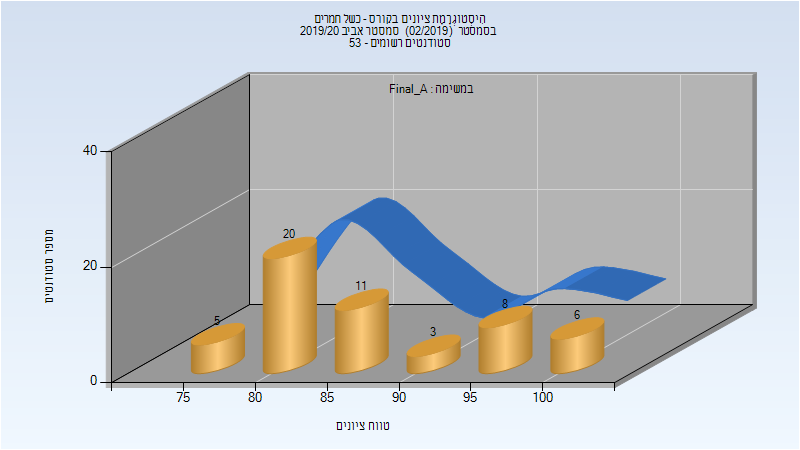 היסטוגרמת ציונים בקורס - כשל חמרים
בסמסטר (02/2019) סמסטר אביב 2019/20
סטודנטים רשומים - 53
במשימה : Final_A
מספר סטודנטים
40
20
0
5
20
11
3
8
6
75
80
85
90
95
100
טווח ציונים